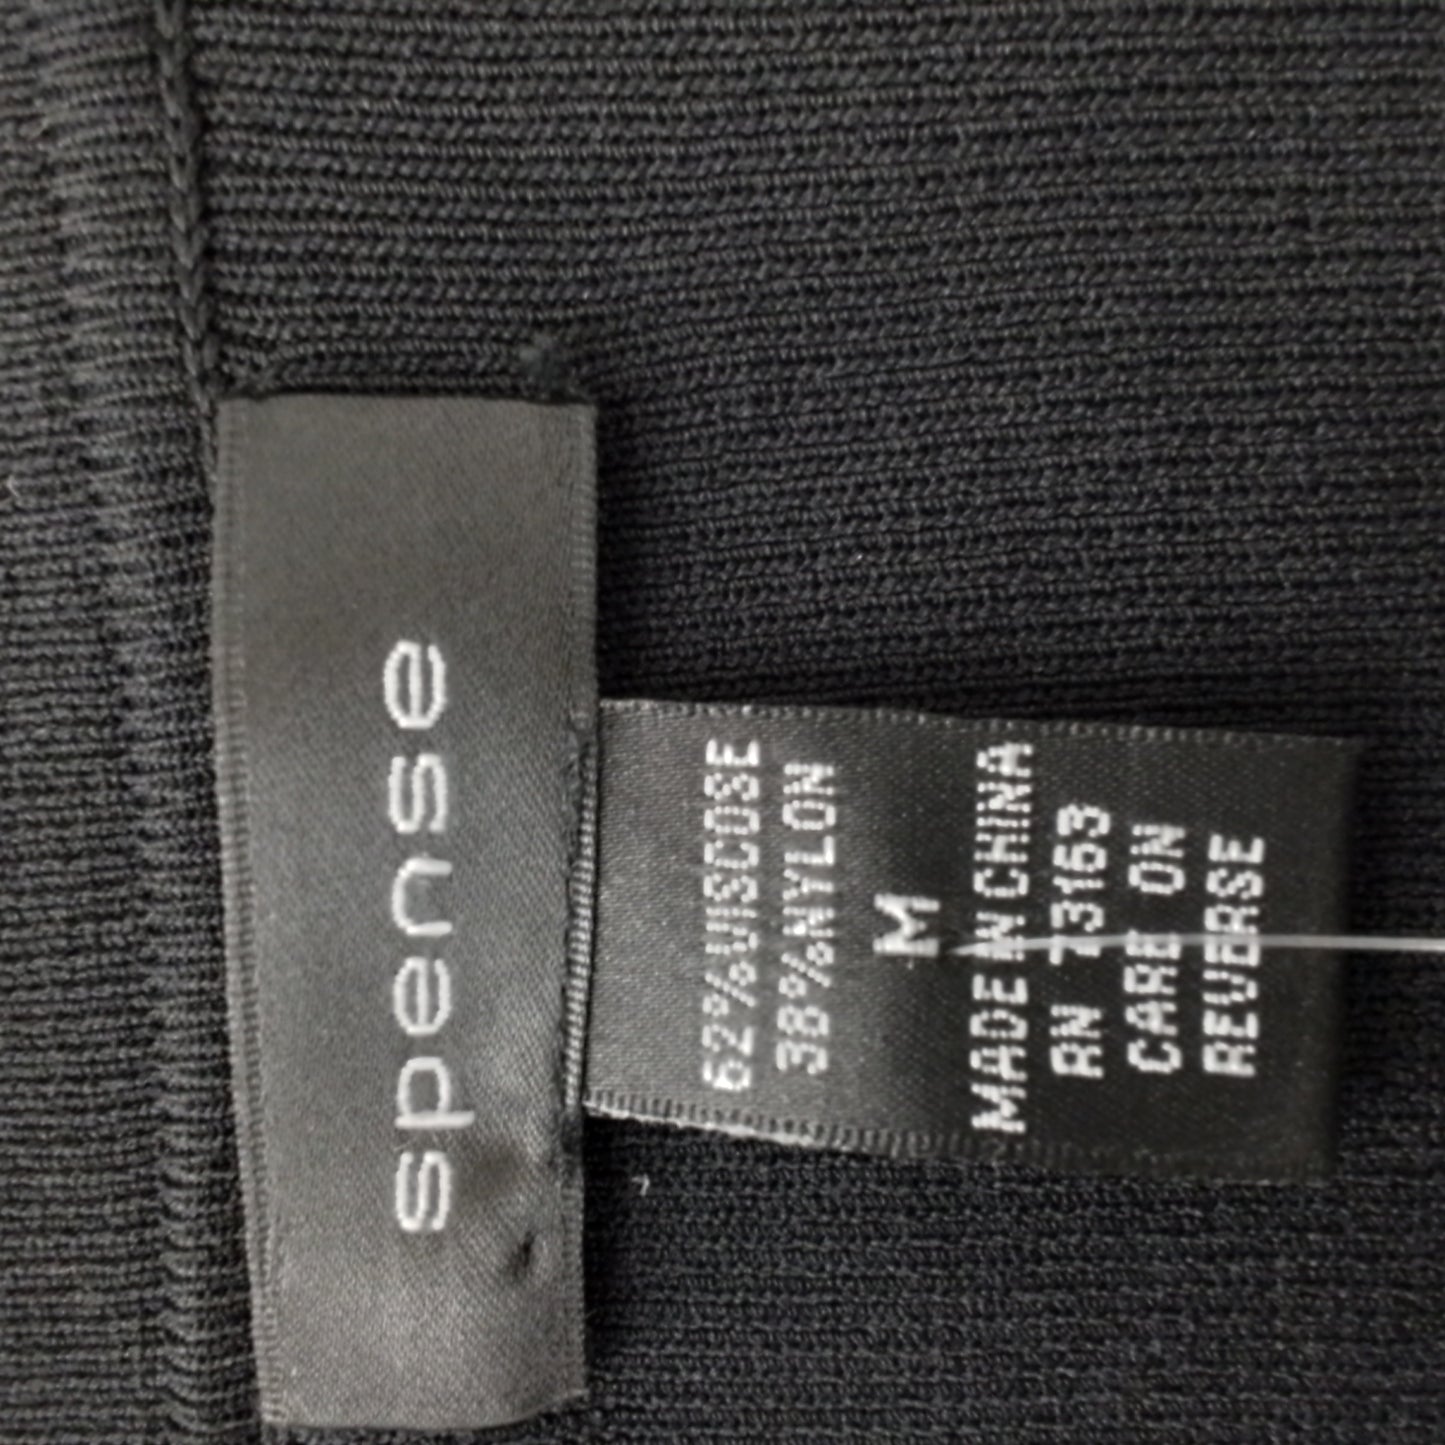 spense
62%VISCOSE
38%NYLON
M
MADE IN CHINA
RN 73163
CARE ON
REVERSE